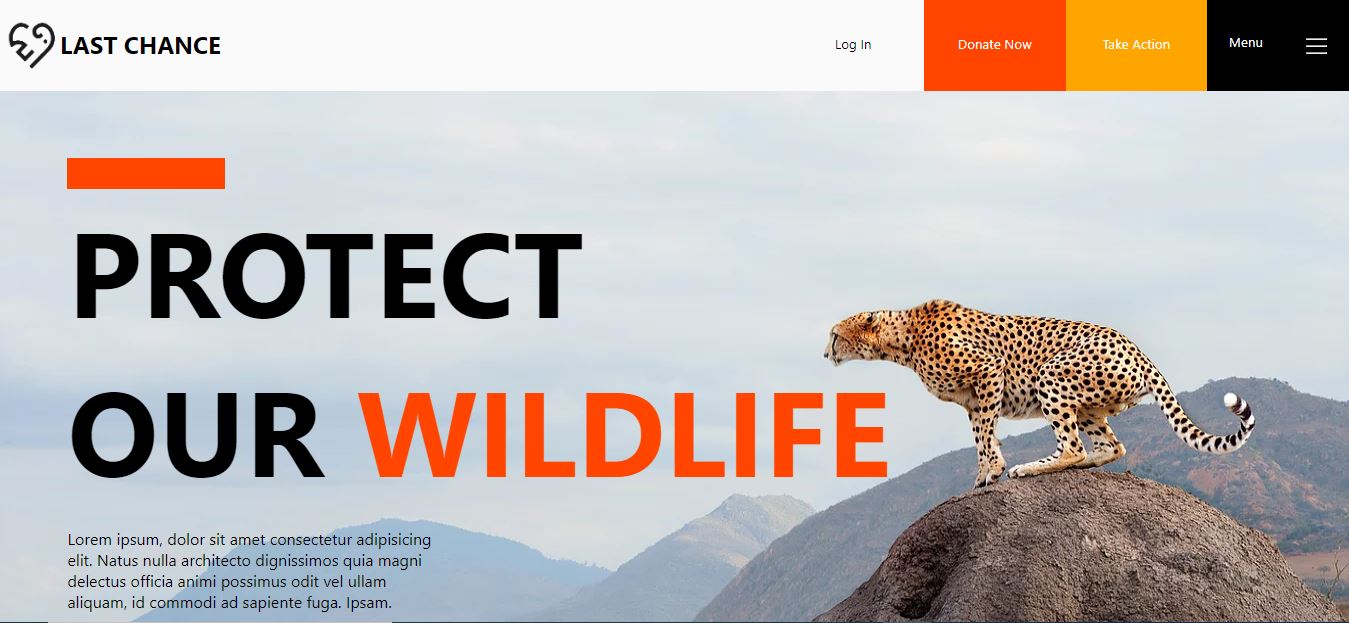 LAST CHANCE
Log In
Donate Now
Take Action
Menu
PROTECT
OUR WILDLIFE
Lorem ipsum, dolor sit amet consectetur adipisicing
elit. Natus nulla architecto dignissimos quia magni
delectus officia animi possimus odit vel ullam
aliquam, id commodi ad sapiente fuga. Ipsam.